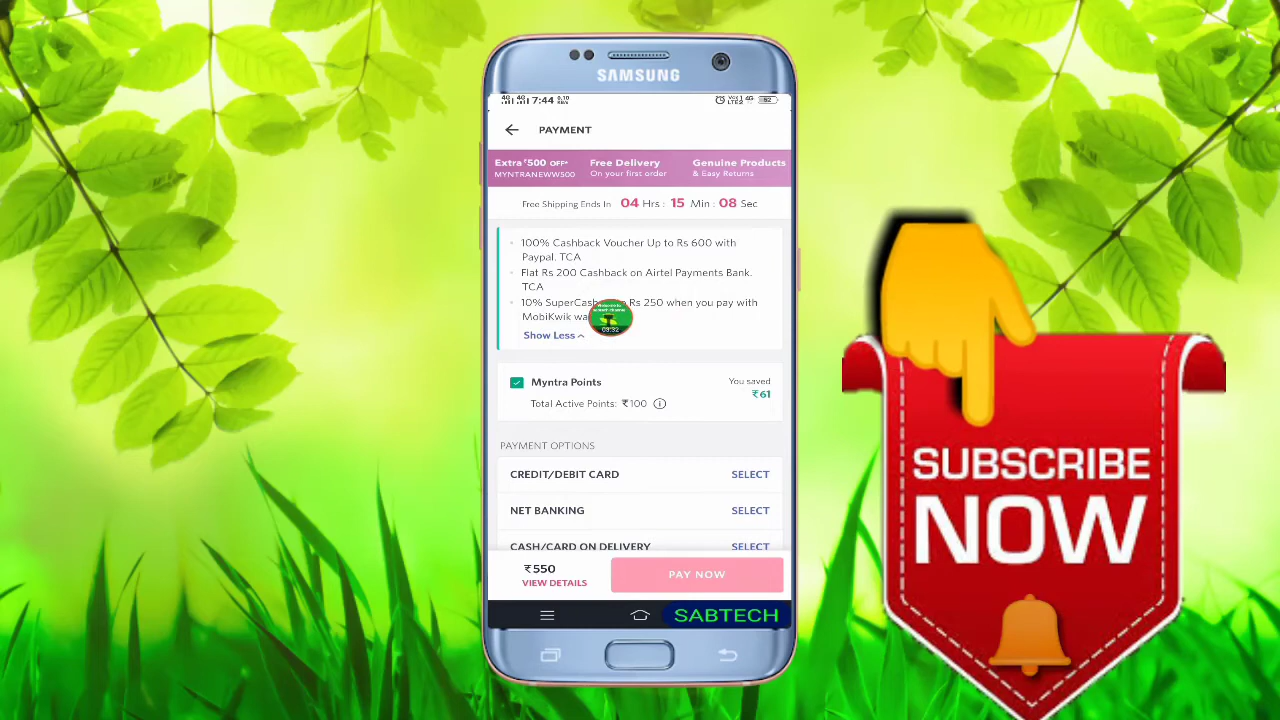 SAMSUNG
7:44
PAYMENT
Extra ₹500 OFF*
MYNTRANEWW500
Free Delivery
On your first order
Genuine Products
& Easy Returns
Free Shipping Ends In 04 Hrs : 15 Min : 08 Sec
• 100% Cashback Voucher Up to Rs 600 with
Paypal. TCA
• Flat Rs 200 Cashback on Airtel Payments Bank.
TCA
• 10% Rs 250 when you pay with
MobiKwik
Show Less
03:32
Myntra Points
Total Active Points: ₹100
You saved
₹61
PAYMENT OPTIONS
CREDIT/DEBIT CARD SELECT
NET BANKING SELECT
CASH/CARD ON DELIVERY SELECT
₹550
VIEW DETAILS
PAY NOW
SABTECH
SUBSCRIBE
NOW